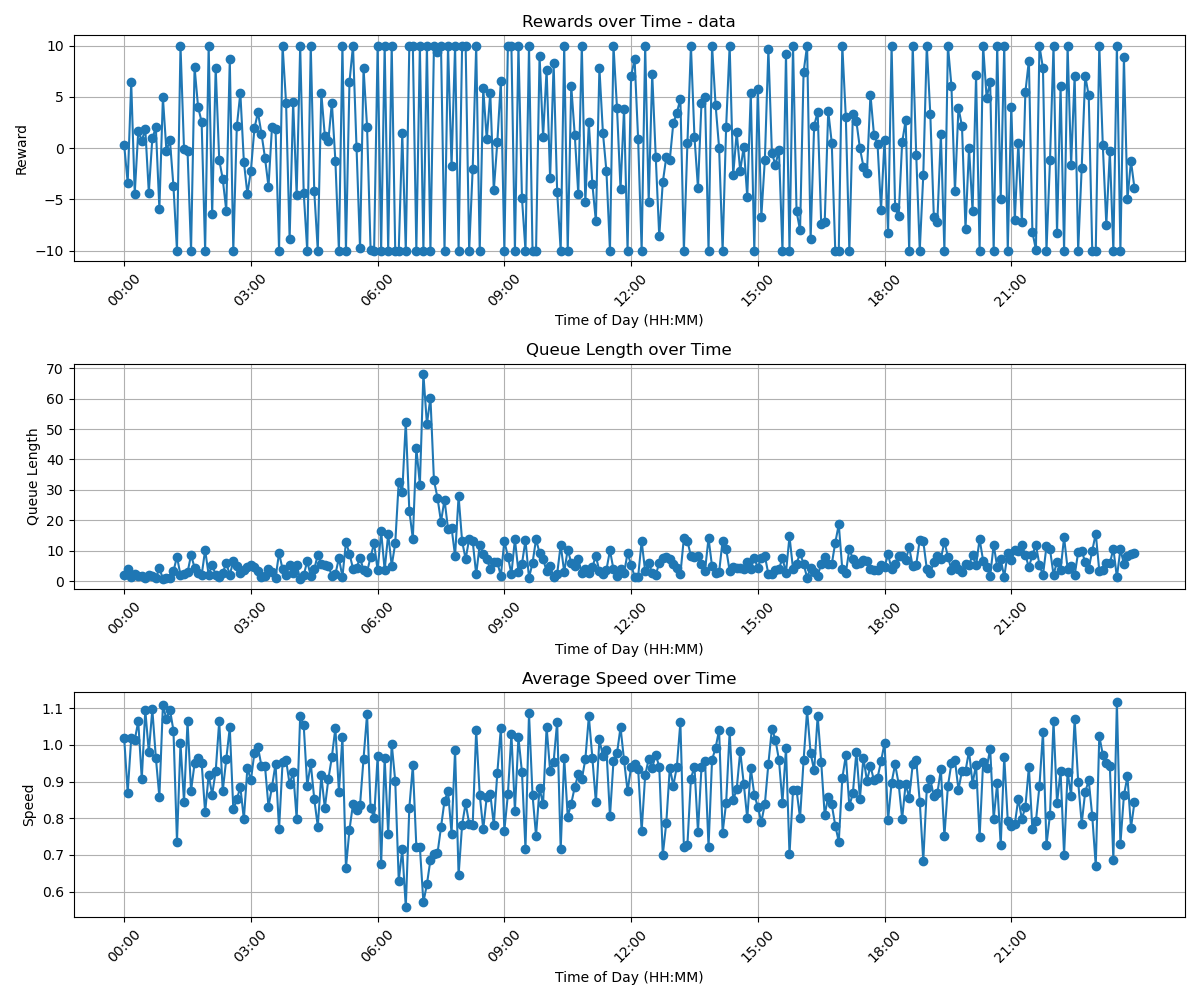 Rewards over Time - data
Reward
10
5
0
−5
−10
00:00 03:00 06:00 09:00 12:00 15:00 18:00 21:00
Time of Day (HH:MM)
Queue Length over Time
Queue Length
70
60
50
40
30
20
10
0
00:00 03:00 06:00 09:00 12:00 15:00 18:00 21:00
Time of Day (HH:MM)
Average Speed over Time
Speed
1.1
1.0
0.9
0.8
0.7
0.6
00:00 03:00 06:00 09:00 12:00 15:00 18:00 21:00
Time of Day (HH:MM)